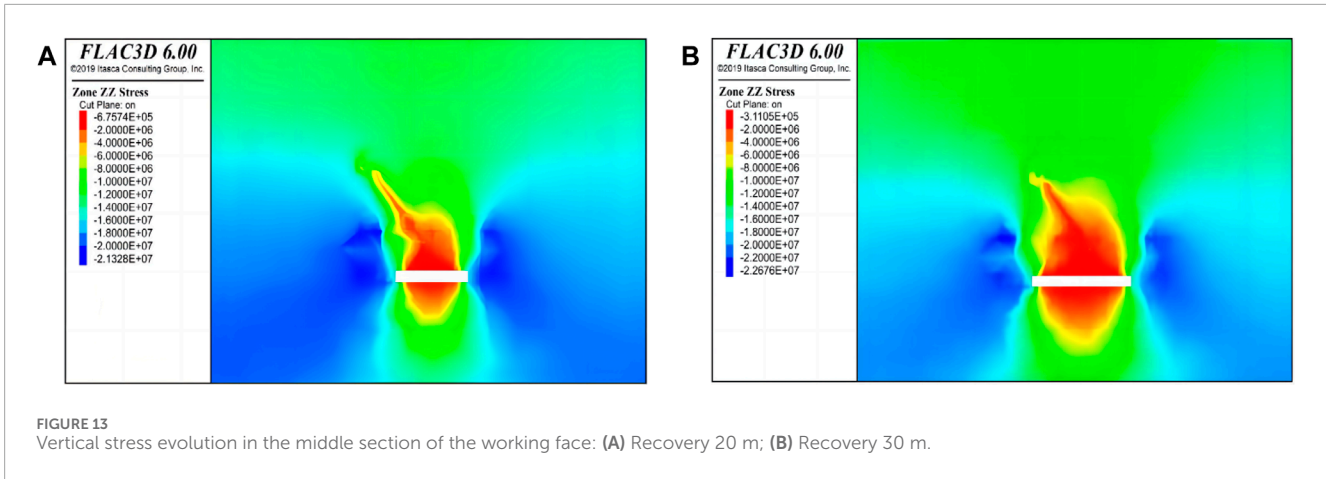 A
FLAC3D 6.00
©2019 Itasca Consulting Group, Inc.
Zone ZZ Stress
Cut Plane: on
-6.7574E+05
-2.0000E+06
-4.0000E+06
-6.0000E+06
-8.0000E+06
-1.0000E+07
-1.2000E+07
-1.4000E+07
-1.6000E+07
-1.8000E+07
-2.0000E+07
-2.1328E+07
B
FLAC3D 6.00
©2019 Itasca Consulting Group, Inc.
Zone ZZ Stress
Cut Plane: on
-3.1105E+05
-2.0000E+06
-4.0000E+06
-6.0000E+06
-8.0000E+06
-1.0000E+07
-1.2000E+07
-1.4000E+07
-1.6000E+07
-1.8000E+07
-2.0000E+07
-2.2000E+07
-2.2676E+07
FIGURE 13
Vertical stress evolution in the middle section of the working face: (A) Recovery 20 m; (B) Recovery 30 m.